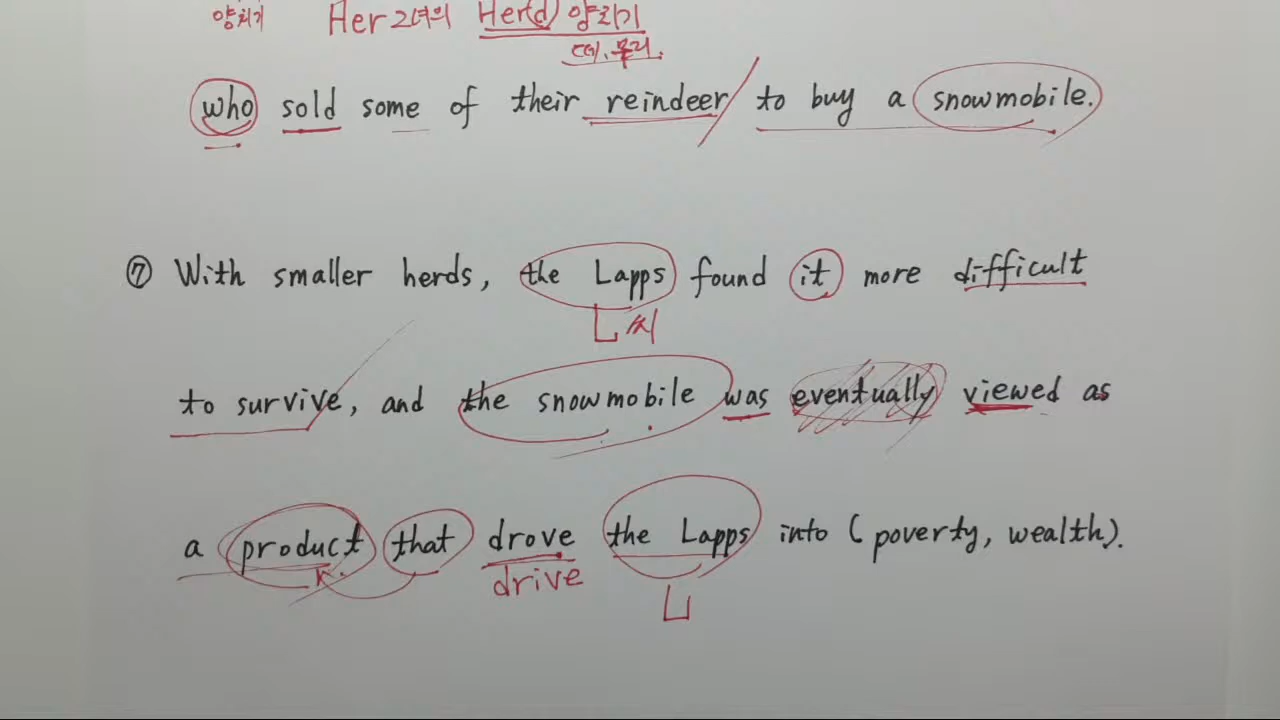 양치기 Her 그녀의 Her(d) 양치기
떼. 무리.
who sold some of their reindeer / to buy a snowmobile.
⑦ With smaller herds, the Lapps found it more difficult
to survive, and the snowmobile was eventually viewed as
a product that drove the Lapps into (poverty, wealth).
drive